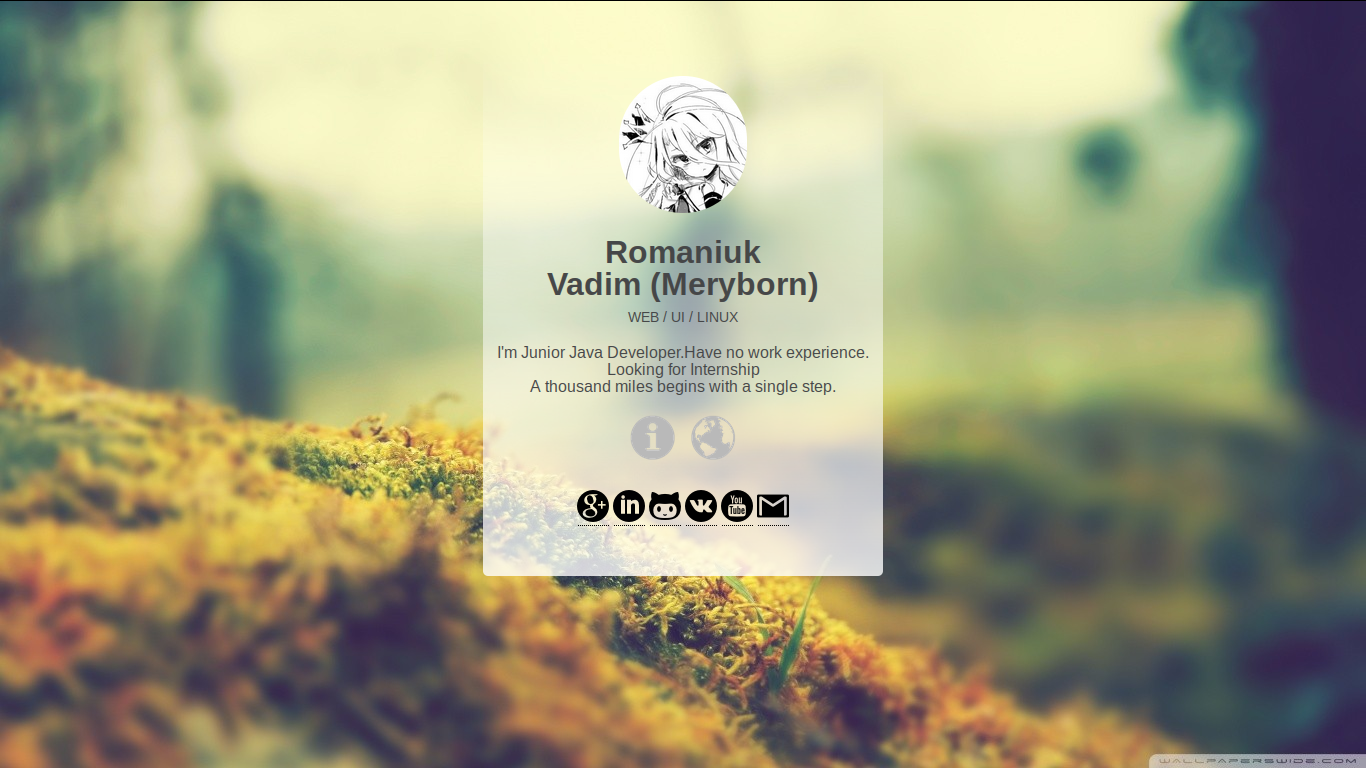 Romaniuk
Vadim (Meryborn)
WEB / UI / LINUX
I'm Junior Java Developer.Have no work experience.
Looking for Internship
A thousand miles begins with a single step.
i
g+ in You Tube
WALLPAPERSWIDE.COM